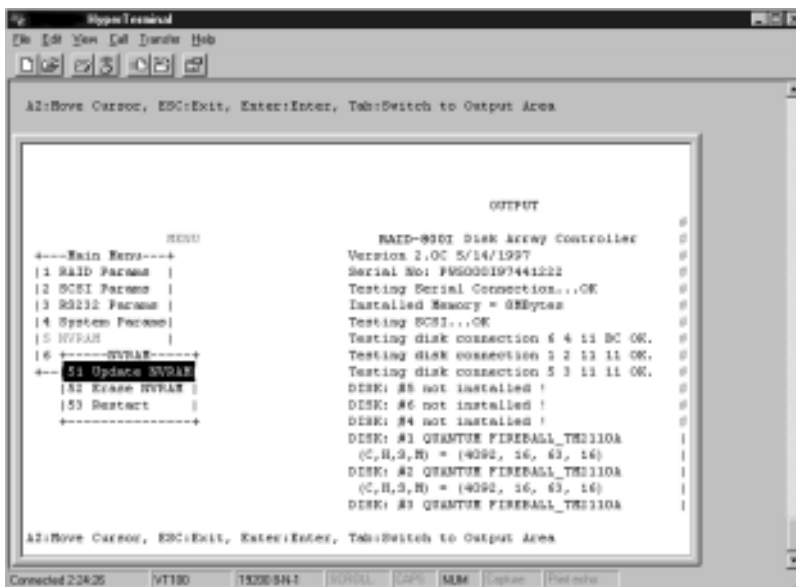 HyperTerminal
File Edit View Call Transfer Help
AZ:Move Cursor, ESC:Exit, Enter:Enter, Tab:Switch to Output Area
OUTPUT
MENU
RAID-800I Disk Array Controller
+---Main Menu---+
Version 2.0C 5/14/1997
|1 RAID Params |
Serial No: PWS000I97441222
|2 SCSI Params |
Testing Serial Connection...OK
|3 RS232 Params |
Installed Memory = 8MBytes
|4 System Params|
Testing SCSI...OK
|5 NVRAM |
Testing disk connection 6 4 11 BC OK.
|6 +-----NVRAM------+
Testing disk connection 1 2 11 11 OK.
+-- 51 Update NVRAM
Testing disk connection 5 3 11 11 OK.
|52 Erase NVRAM |
DISK: #5 not installed !
|53 Restart |
DISK: #6 not installed !
+----------------+
DISK: #4 not installed !
DISK: #1 QUANTUM FIREBALL_TM2110A
(C,H,S,M) = (4092, 16, 63, 16)
DISK: #2 QUANTUM FIREBALL_TM2110A
(C,H,S,M) = (4092, 16, 63, 16)
DISK: #3 QUANTUM FIREBALL_TM2110A
AZ:Move Cursor, ESC:Exit, Enter:Enter, Tab:Switch to Output Area
Connected 2:24:26 VT100 19200 8-N-1 SCROLL CAPS NUM Capture Print echo